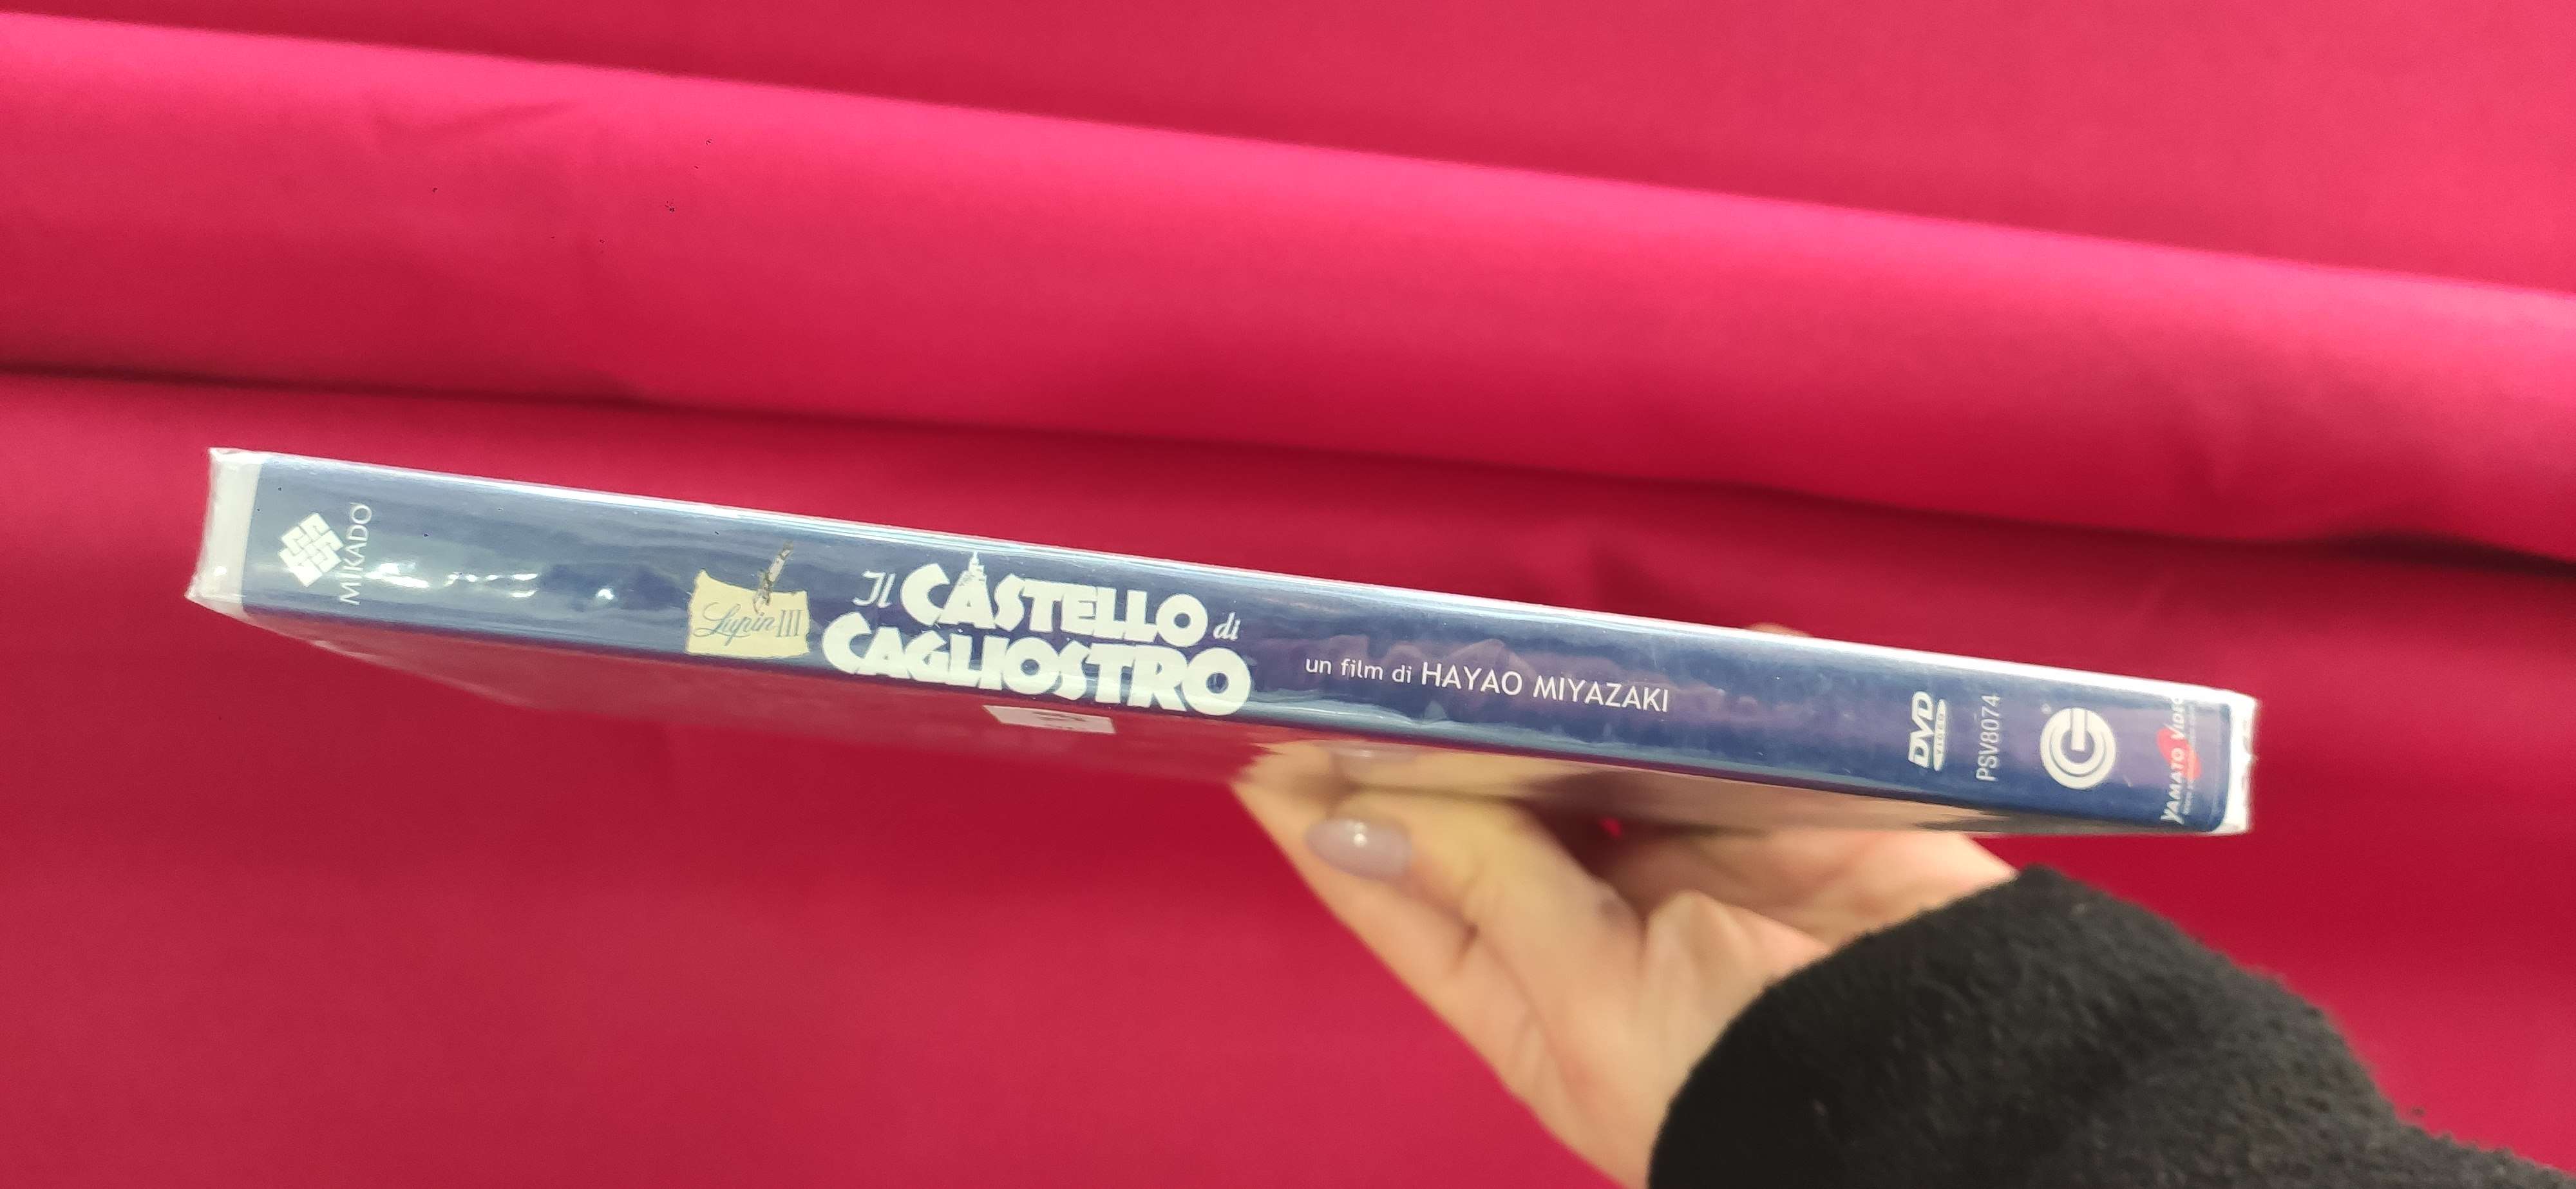 MIKADO
Lupin III
Il CASTELLO di
CAGLIOSTRO
un film di HAYAO MIYAZAKI
DVD
VIDEO
PSV8074
G
YAMATO VIDEO